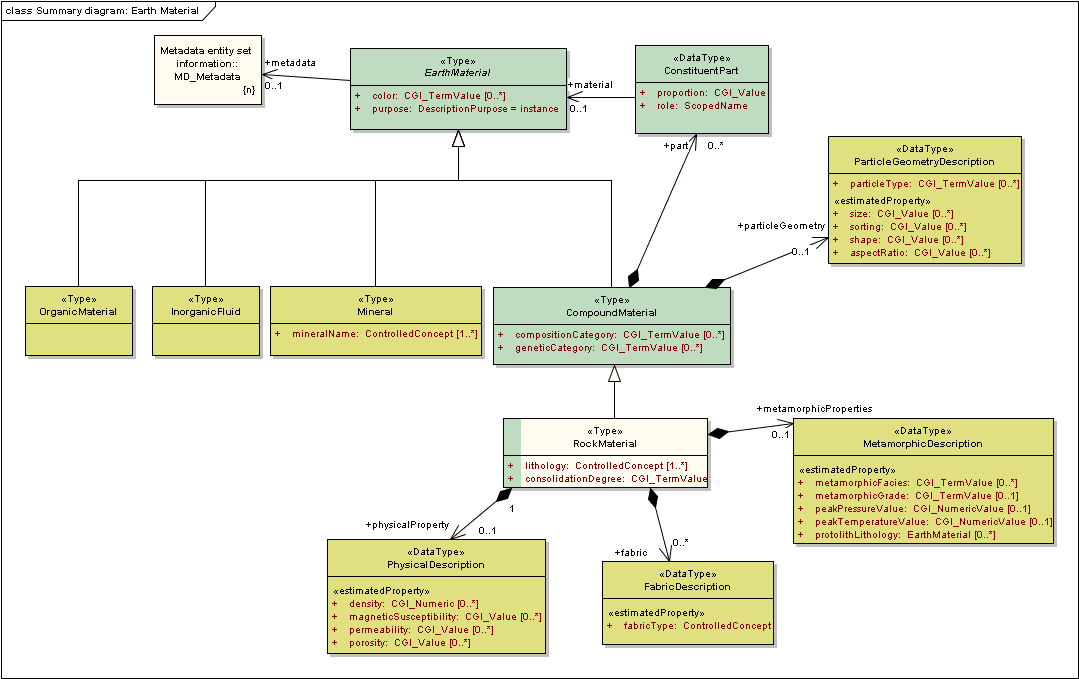 class Summary diagram: Earth Material
Metadata entity set
information::
MD_Metadata
{n}
+metadata
0..1
«Type»
EarthMaterial
+ color: CGI_TermValue [0..*]
+ purpose: DescriptionPurpose = instance
+material
0..1
«DataType»
ConstituentPart
+ proportion: CGI_Value
+ role: ScopedName
+part
0..*
«DataType»
ParticleGeometryDescription
+ particleType: CGI_TermValue [0..*]
«estimatedProperty»
+ size: CGI_Value [0..*]
+ sorting: CGI_Value [0..*]
+ shape: CGI_Value [0..*]
+ aspectRatio: CGI_Value [0..*]
+particleGeometry
0..1
«Type»
OrganicMaterial
«Type»
InorganicFluid
«Type»
Mineral
+ mineralName: ControlledConcept [1..*]
«Type»
CompoundMaterial
+ compositionCategory: CGI_TermValue [0..*]
+ geneticCategory: CGI_TermValue [0..*]
«Type»
RockMaterial
+ lithology: ControlledConcept [1..*]
+ consolidationDegree: CGI_TermValue
+metamorphicProperties
0..1
«DataType»
MetamorphicDescription
«estimatedProperty»
+ metamorphicFacies: CGI_TermValue [0..*]
+ metamorphicGrade: CGI_TermValue [0..1]
+ peakPressureValue: CGI_NumericValue [0..1]
+ peakTemperatureValue: CGI_NumericValue [0..1]
+ protolithLithology: EarthMaterial [0..*]
1
+physicalProperty
0..1
«DataType»
PhysicalDescription
«estimatedProperty»
+ density: CGI_Numeric [0..*]
+ magneticSusceptibility: CGI_Value [0..*]
+ permeability: CGI_Value [0..*]
+ porosity: CGI_Value [0..*]
0..*
+fabric
«DataType»
FabricDescription
«estimatedProperty»
+ fabricType: ControlledConcept